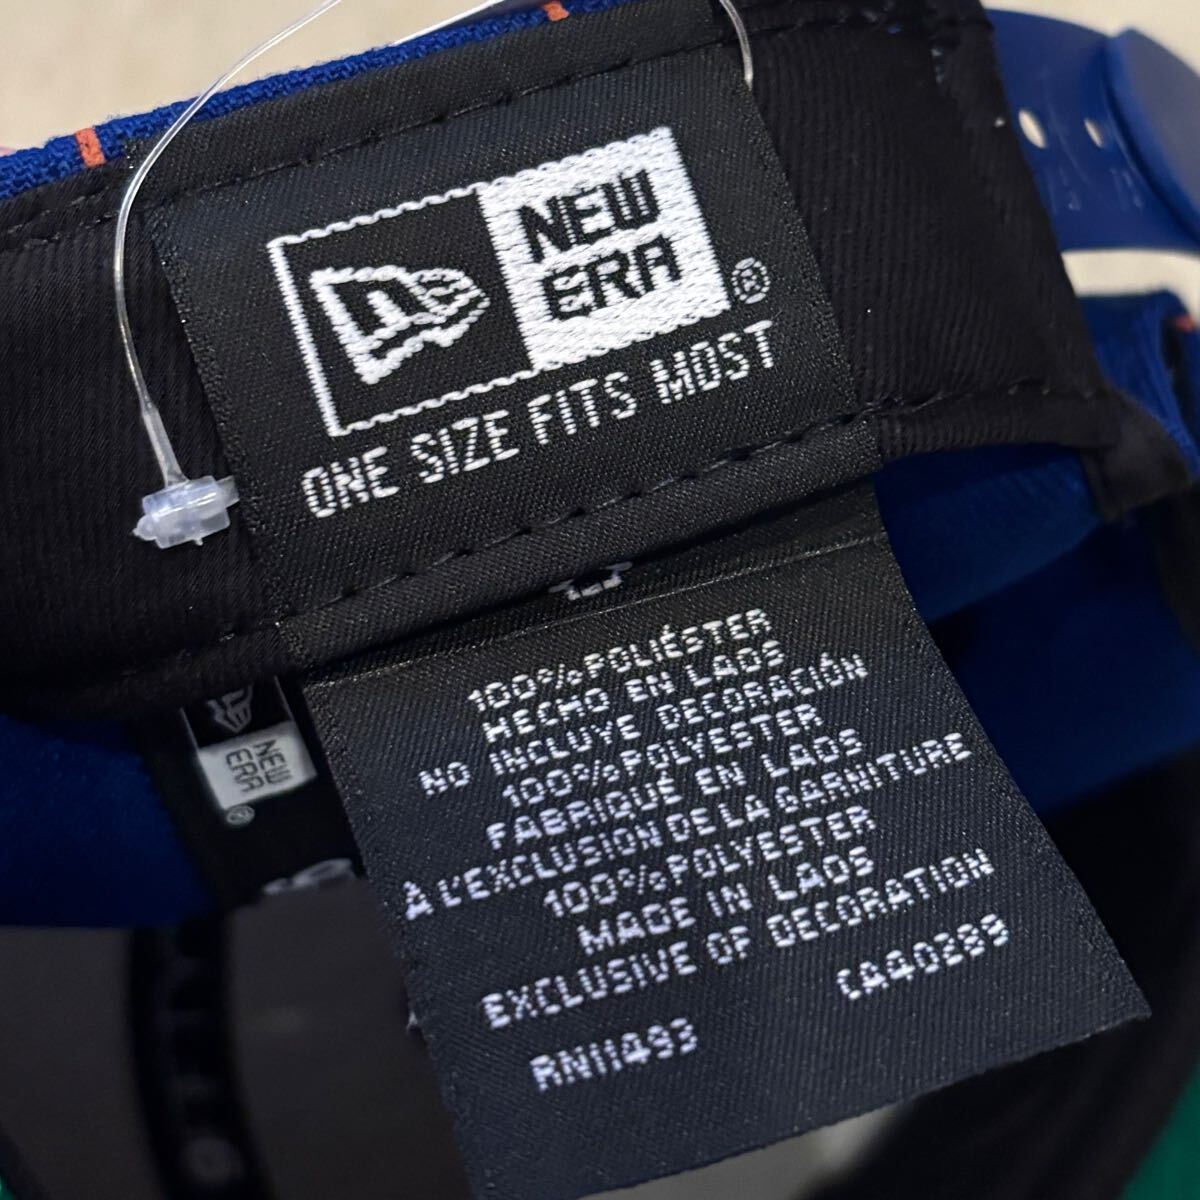 NEW
ERA
®
ONE SIZE FITS MOST
100% POLIÉSTER
HECHO EN LAOS
NO INCLUYE DECORACIÓN
100% POLYESTER
FABRIQUÉ EN LAOS
À L'EXCLUSION DE LA GARNITURE
100% POLYESTER
MADE IN LAOS
EXCLUSIVE OF DECORATION
RN11493 CA40289
NEW
ERA
®